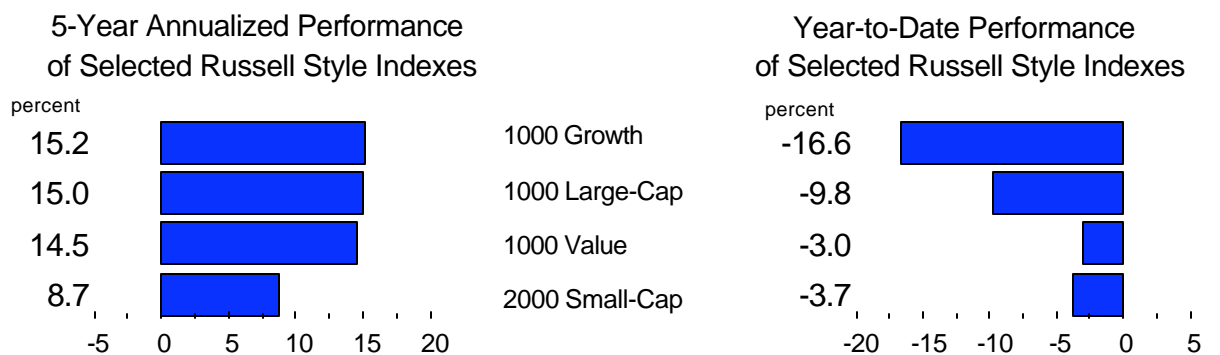 5-Year Annualized Performance
of Selected Russell Style Indexes
percent
15.2
15.0
14.5
8.7
-5 0 5 10 15 20
1000 Growth
1000 Large-Cap
1000 Value
2000 Small-Cap
Year-to-Date Performance
of Selected Russell Style Indexes
percent
-16.6
-9.8
-3.0
-3.7
-20 -15 -10 -5 0 5